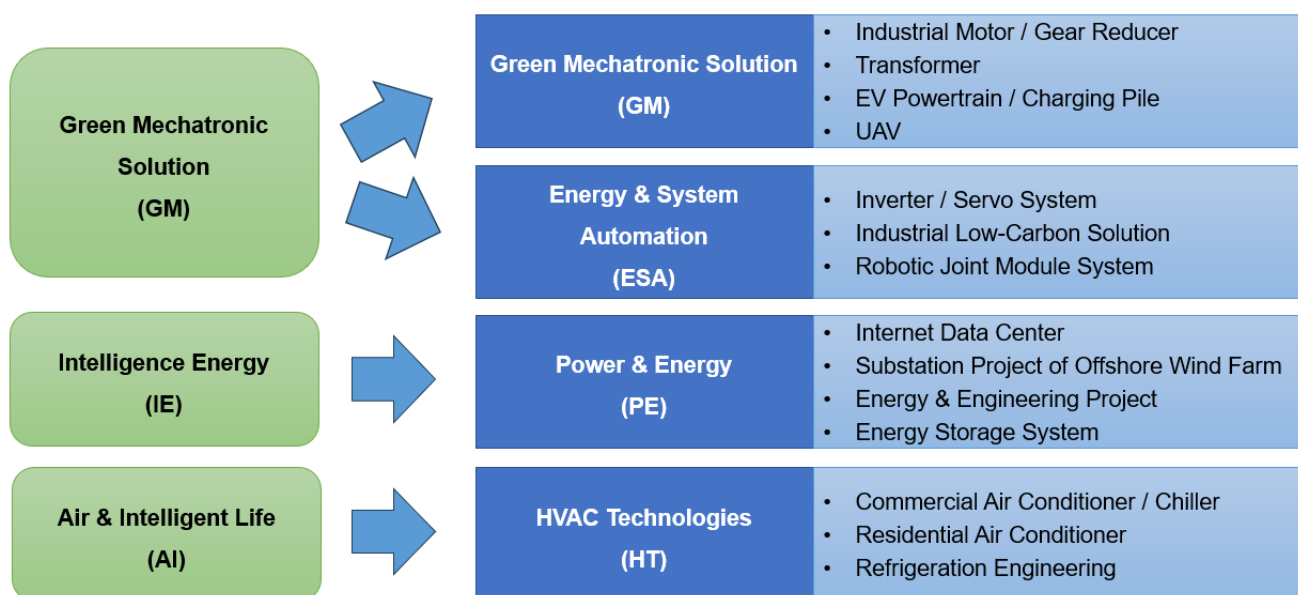 Green Mechatronic
Solution
(GM)
Green Mechatronic Solution
(GM)
• Industrial Motor / Gear Reducer
• Transformer
• EV Powertrain / Charging Pile
• UAV
Energy & System
Automation
(ESA)
• Inverter / Servo System
• Industrial Low-Carbon Solution
• Robotic Joint Module System
Intelligence Energy
(IE)
Power & Energy
(PE)
• Internet Data Center
• Substation Project of Offshore Wind Farm
• Energy & Engineering Project
• Energy Storage System
Air & Intelligent Life
(AI)
HVAC Technologies
(HT)
• Commercial Air Conditioner / Chiller
• Residential Air Conditioner
• Refrigeration Engineering